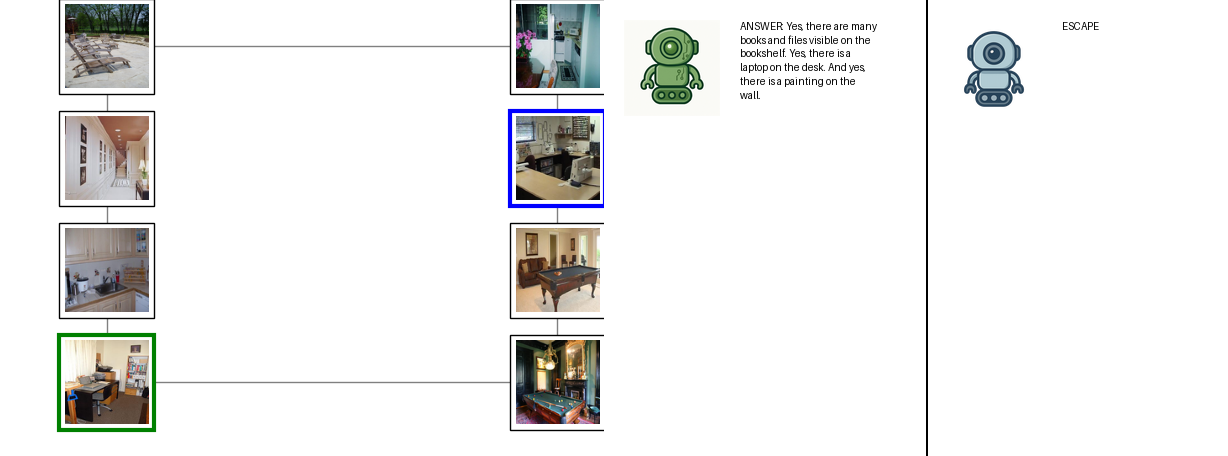 ANSWER: Yes, there are many
books and files visible on the
bookshelf. Yes, there is a
laptop on the desk. And yes,
there is a painting on the
wall.
ESCAPE